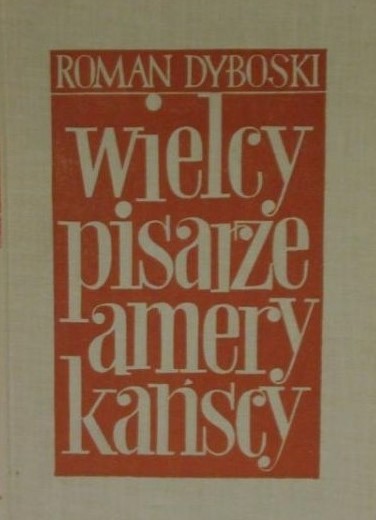 ROMAN DYBOSKI
wielcy
pisarze
amery
kańscy